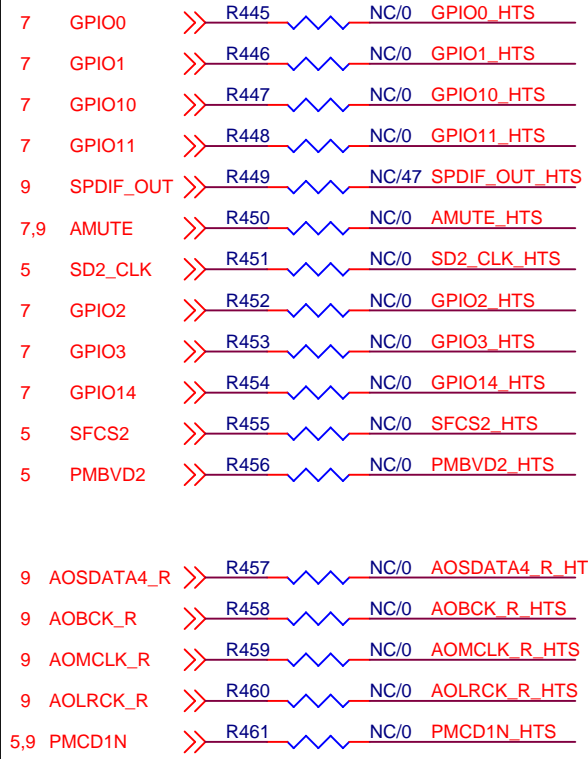 7 GPIO0 R445 NC/0 GPIO0_HTS
7 GPIO1 R446 NC/0 GPIO1_HTS
7 GPIO10 R447 NC/0 GPIO10_HTS
7 GPIO11 R448 NC/0 GPIO11_HTS
9 SPDIF_OUT R449 NC/47 SPDIF_OUT_HTS
7,9 AMUTE R450 NC/0 AMUTE_HTS
5 SD2_CLK R451 NC/0 SD2_CLK_HTS
7 GPIO2 R452 NC/0 GPIO2_HTS
7 GPIO3 R453 NC/0 GPIO3_HTS
7 GPIO14 R454 NC/0 GPIO14_HTS
5 SFCS2 R455 NC/0 SFCS2_HTS
5 PMBVD2 R456 NC/0 PMBVD2_HTS
9 AOSDATA4_R R457 NC/0 AOSDATA4_R_HT
9 AOBCK_R R458 NC/0 AOBCK_R_HTS
9 AOMCLK_R R459 NC/0 AOMCLK_R_HTS
9 AOLRCK_R R460 NC/0 AOLRCK_R_HTS
5,9 PMCD1N R461 NC/0 PMCD1N_HTS